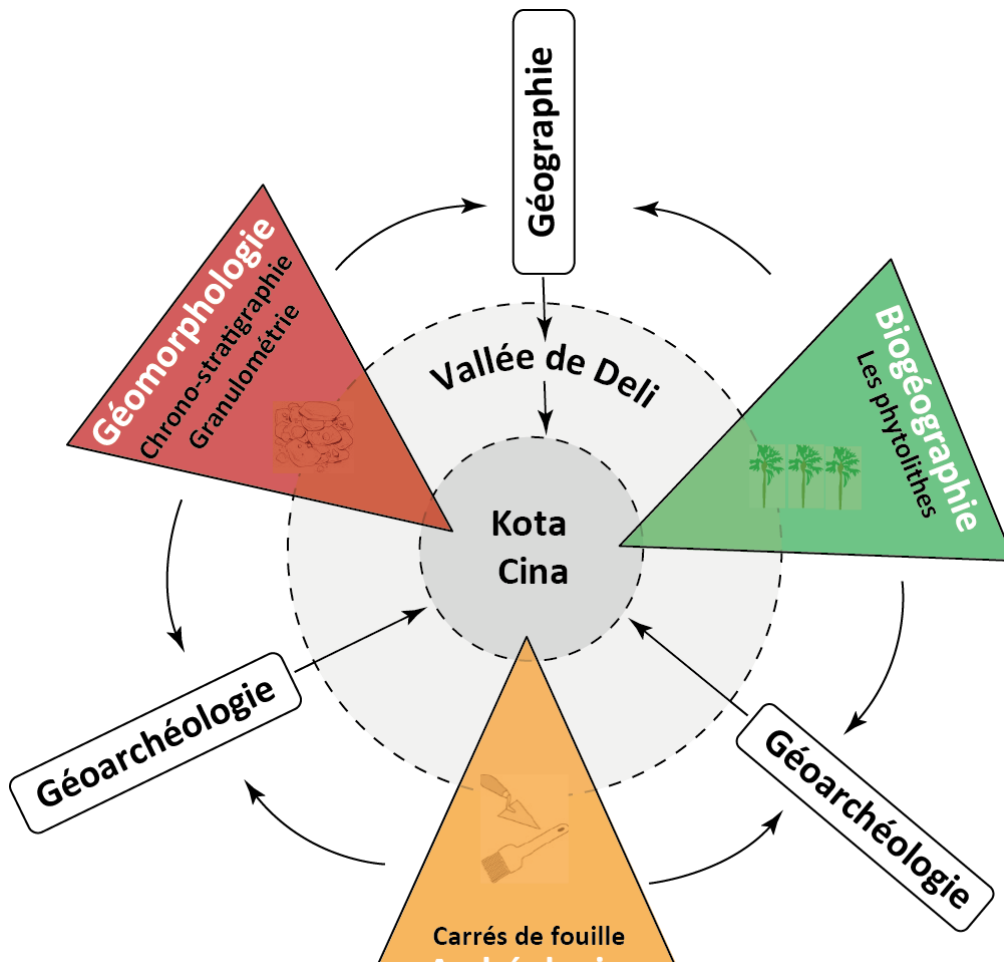 Géographie
Géomorphologie
Chrono-stratigraphie
Granulométrie
Vallée de Deli
Biogéographie
Les phytolithes
Kota
Cina
Géoarchéologie
Géoarchéologie
Carrés de fouille